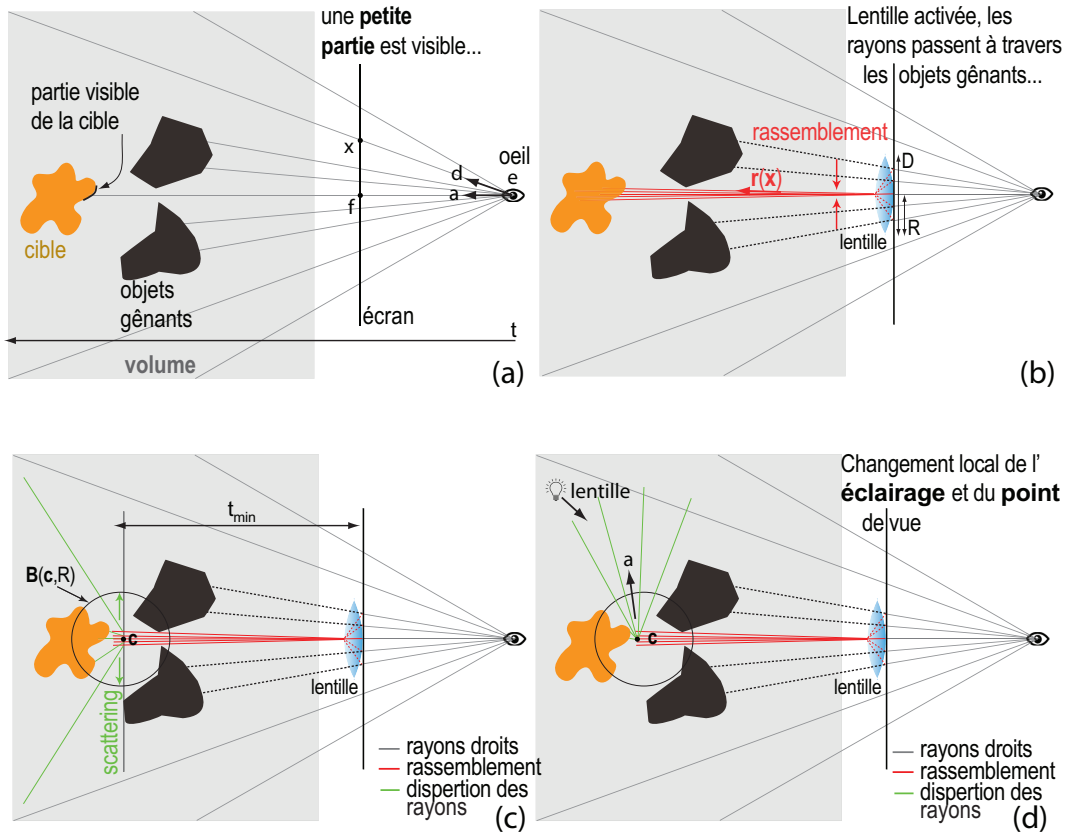 une petite
partie est visible...
partie visible
de la cible
x
oeil
d
e
a
f
cible
objets
gênants
écran
t
volume
(a)
Lentille activée, les
rayons passent à travers
les objets gênants...
rassemblement
D
r(x)
R
lentille
(b)
t_min
B(c,R)
c
scattering
lentille
rayons droits
rassemblement
dispertion des
rayons
(c)
Changement local de l'
éclairage et du point
de vue
lentille
a
c
lentille
rayons droits
rassemblement
dispertion des
rayons
(d)